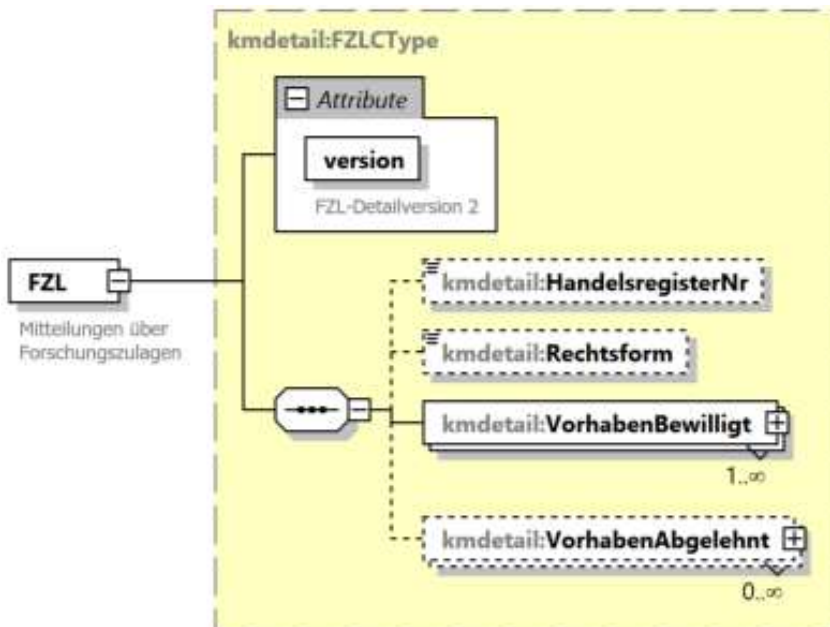 kmdetail:FZLCType
Attribute
version
FZL-Detailversion 2
FZL
Mitteilungen über
Forschungszulagen
kmdetail:HandelsregisterNr
kmdetail:Rechtsform
kmdetail:VorhabenBewilligt
1..∞
kmdetail:VorhabenAbgelehnt
0..∞